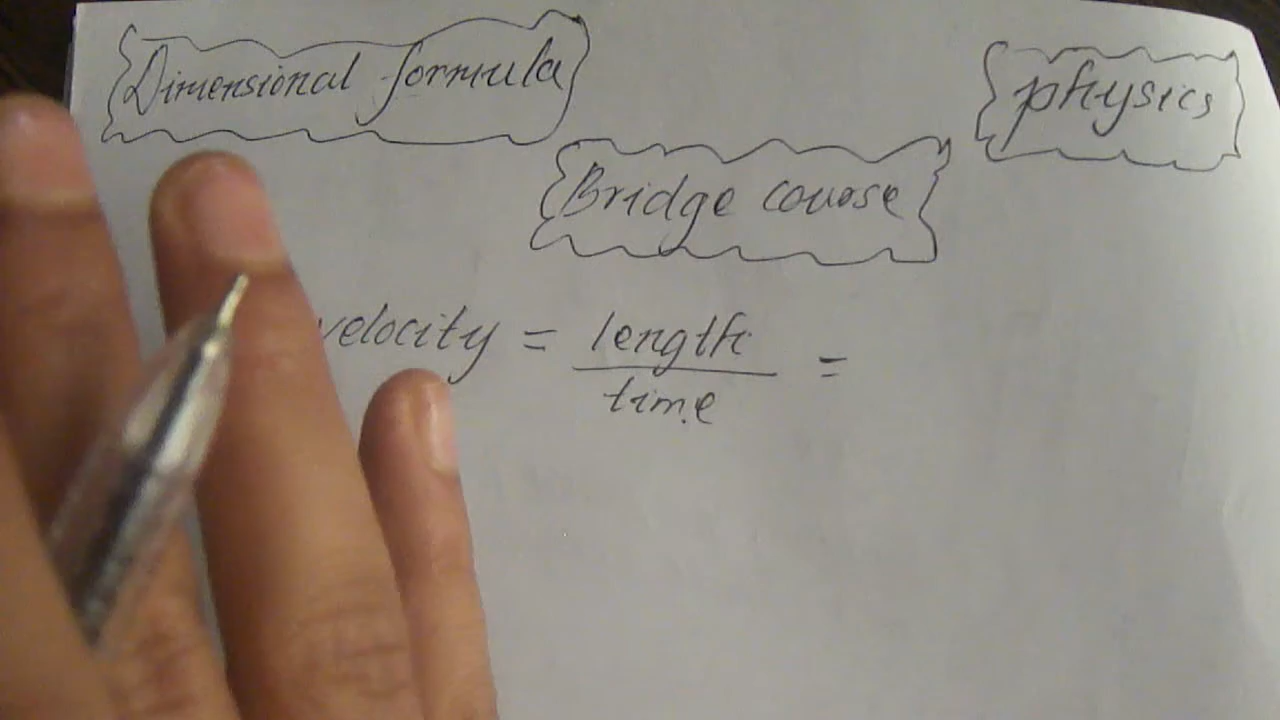 Dimensional formula
physics
Bridge course
velocity = length
time =